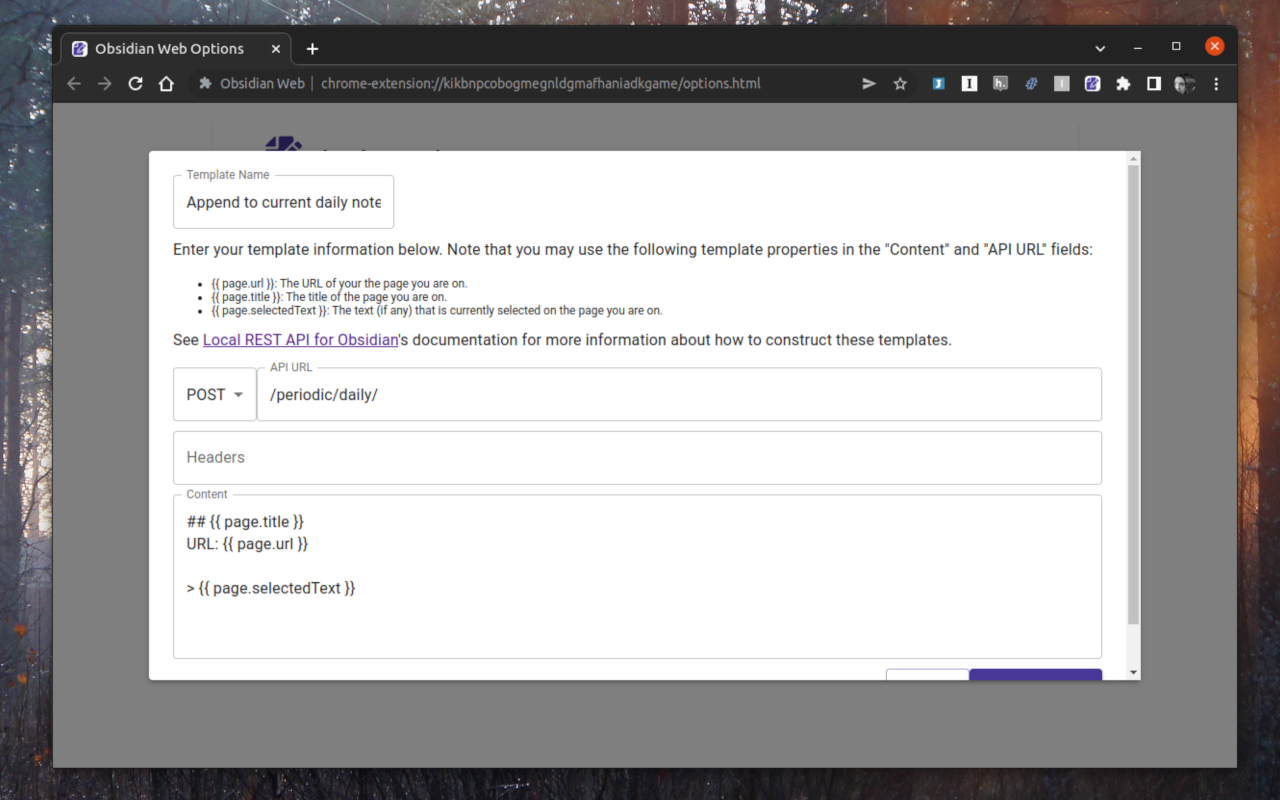 Obsidian Web Options
Obsidian Web | chrome-extension://kikbnpcobogmegnldgmafhaniadkgame/options.html
Template Name
Append to current daily note
Enter your template information below. Note that you may use the following template properties in the "Content" and "API URL" fields:
• {{ page.url }}: The URL of your the page you are on.
• {{ page.title }}: The title of the page you are on.
• {{ page.selectedText }}: The text (if any) that is currently selected on the page you are on.
See Local REST API for Obsidian's documentation for more information about how to construct these templates.
API URL
POST /periodic/daily/
Headers
Content
## {{ page.title }}
URL: {{ page.url }}
> {{ page.selectedText }}